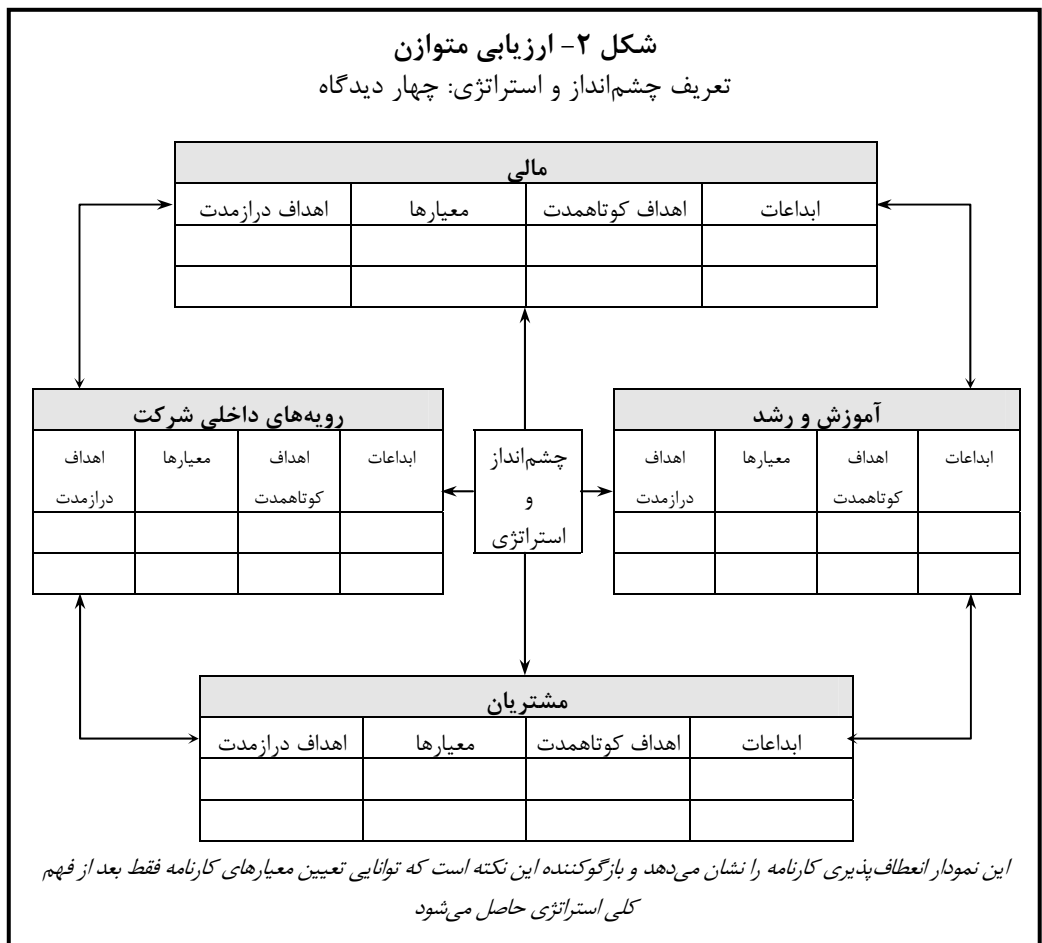 شکل ۲- ارزیابی متوازن
تعریف چشم‌انداز و استراتژی: چهار دیدگاه
مالی
اهداف درازمدت معیارها اهداف کوتاهمدت ابداعات
آموزش و رشد
اهداف معیارها اهداف ابداعات
درازمدت کوتاهمدت
چشم‌انداز
و
استراتژی
رویه‌های داخلی شرکت
اهداف معیارها اهداف ابداعات
درازمدت کوتاهمدت
مشتریان
اهداف درازمدت معیارها اهداف کوتاهمدت ابداعات
این نمودار انعطاف‌پذیری کارنامه را نشان می‌دهد و بازگوکننده این نکته است که توانایی تعیین معیارهای کارنامه فقط بعد از فهم
کلی استراتژی حاصل می‌شود